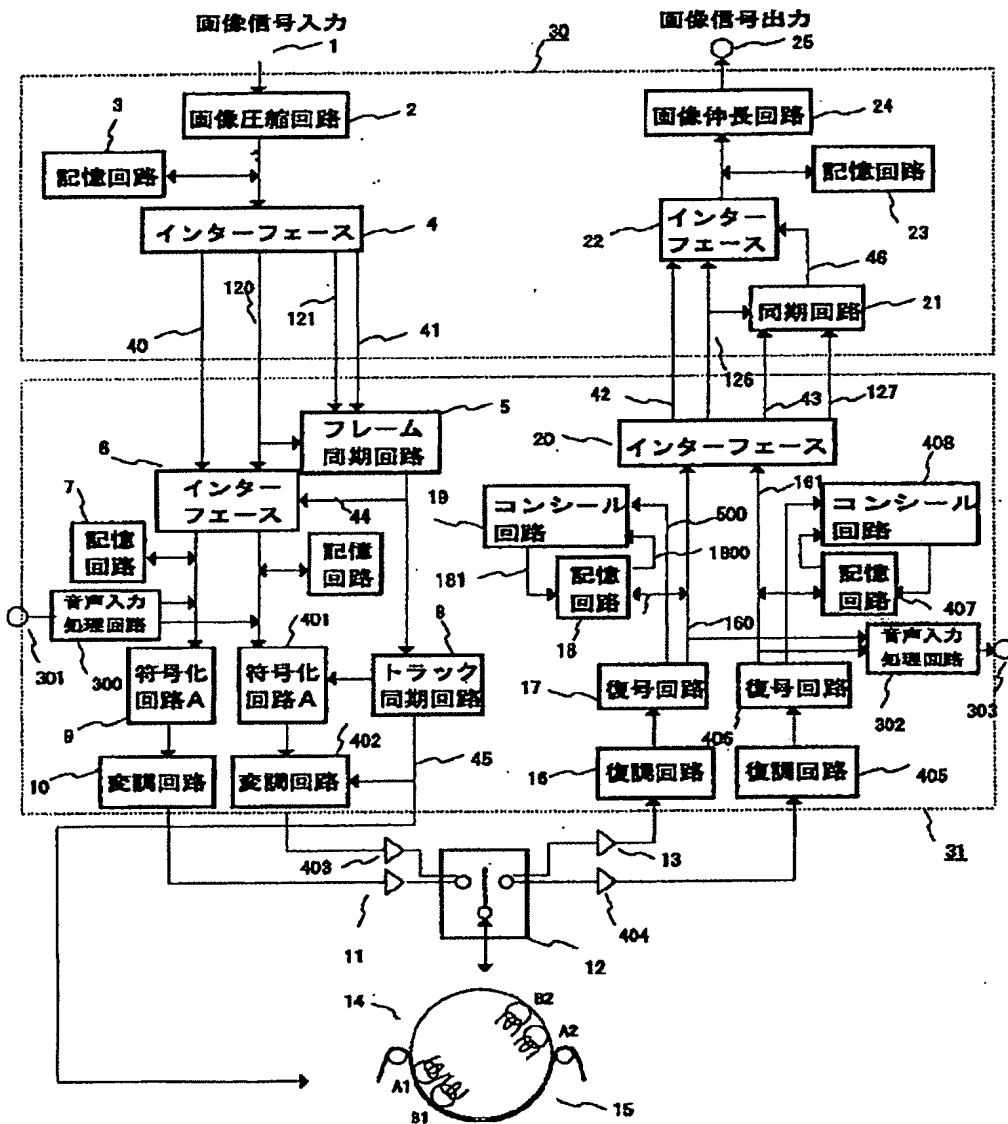 画像信号入力
1
画像信号出力
25
30
3
画像圧縮回路
2
画像伸長回路
24
記憶回路
記憶回路
23
インターフェース
4
22
インター
フェース
46
同期回路
21
40
120
121
41
42
126
43
127
5
フレーム
同期回路
20
インターフェース
6
インター
フェース
44
7
記憶
回路
記憶
回路
19
コンシール
回路
500
1800
161
408
コンシール
回路
181
記憶
回路
18
160
記憶
回路
407
音声入力
処理回路
301
300
401
8
音声入力
処理回路
302
303
符号化
回路A
9
符号化
回路A
トラック
同期回路
17
復号回路
406
復号回路
10
変調回路
402
変調回路
45
16
復調回路
復調回路
405
31
403
13
11
12
404
14
B2
A2
A1
B1
15